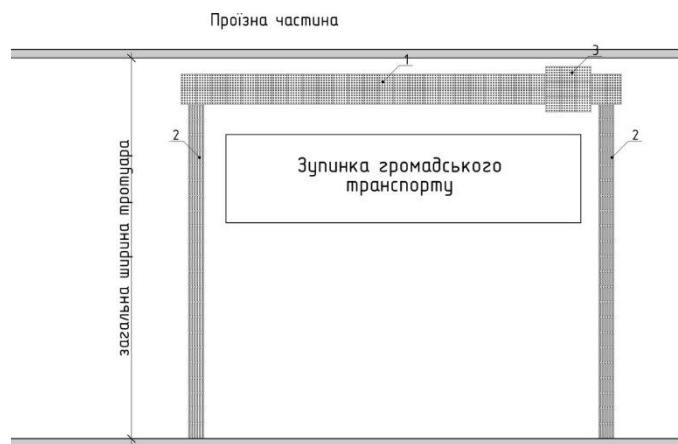 Проїзна частина
3
1
2
2
Зупинка громадського
транспорту
загальна ширина тротуара